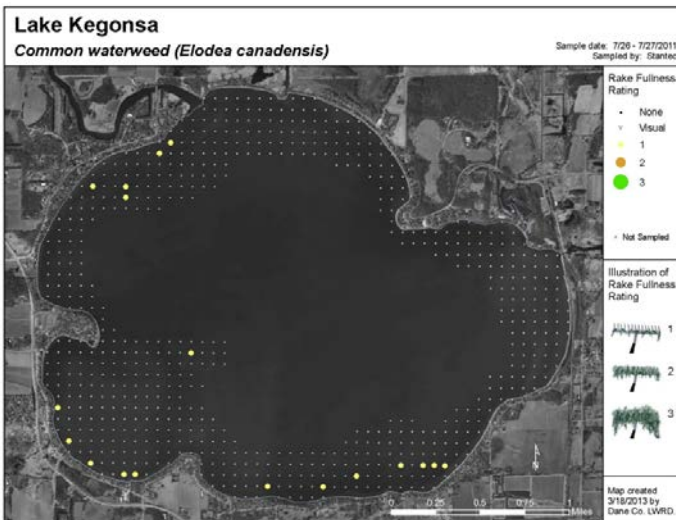 Lake Kegonsa
Common waterweed (Elodea canadensis)
Sample date: 7/26 - 7/27/2011
Sampled by: Stantec
Rake Fullness
Rating
None
Visual
1
2
3
Not Sampled
Illustration of
Rake Fullness
Rating
1
2
3
N
0 0.25 0.5 0.75 1
Miles
Map created
3/18/2013 by
Dane Co. LWRD.